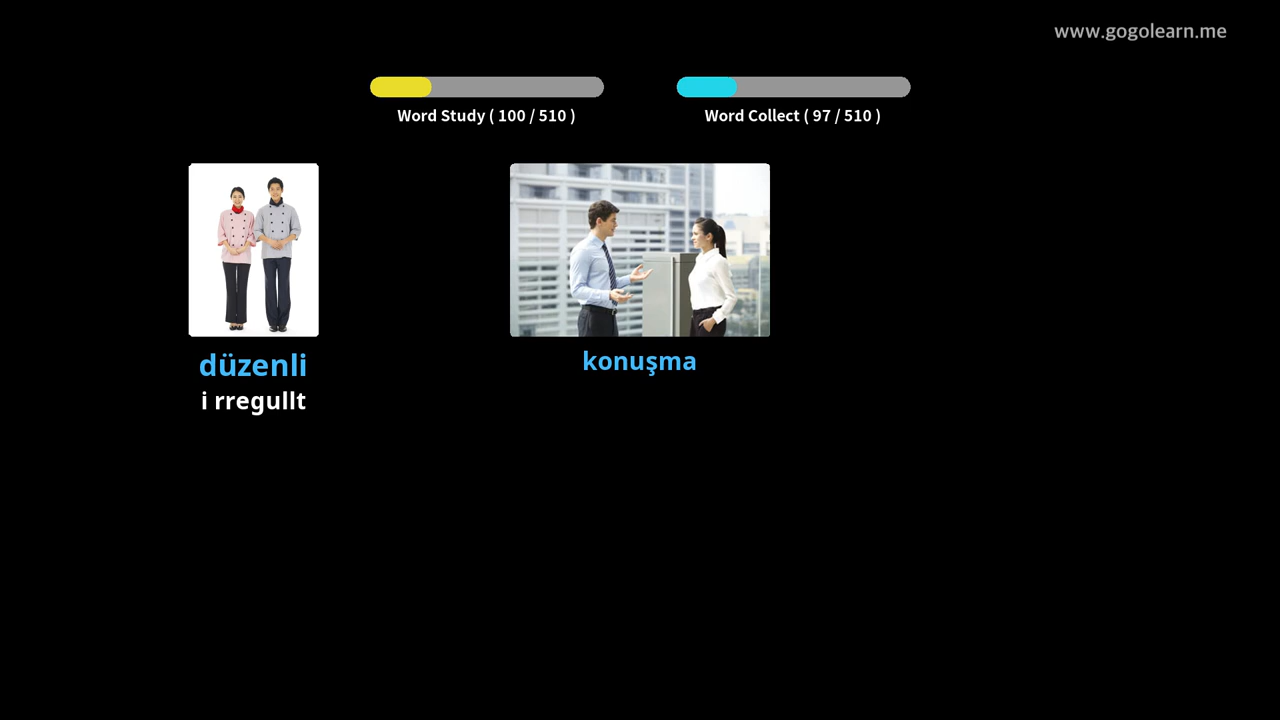 www.gogolearn.me
Word Study ( 100 / 510 )
Word Collect ( 97 / 510 )
düzenli
i rregullt
konuşma